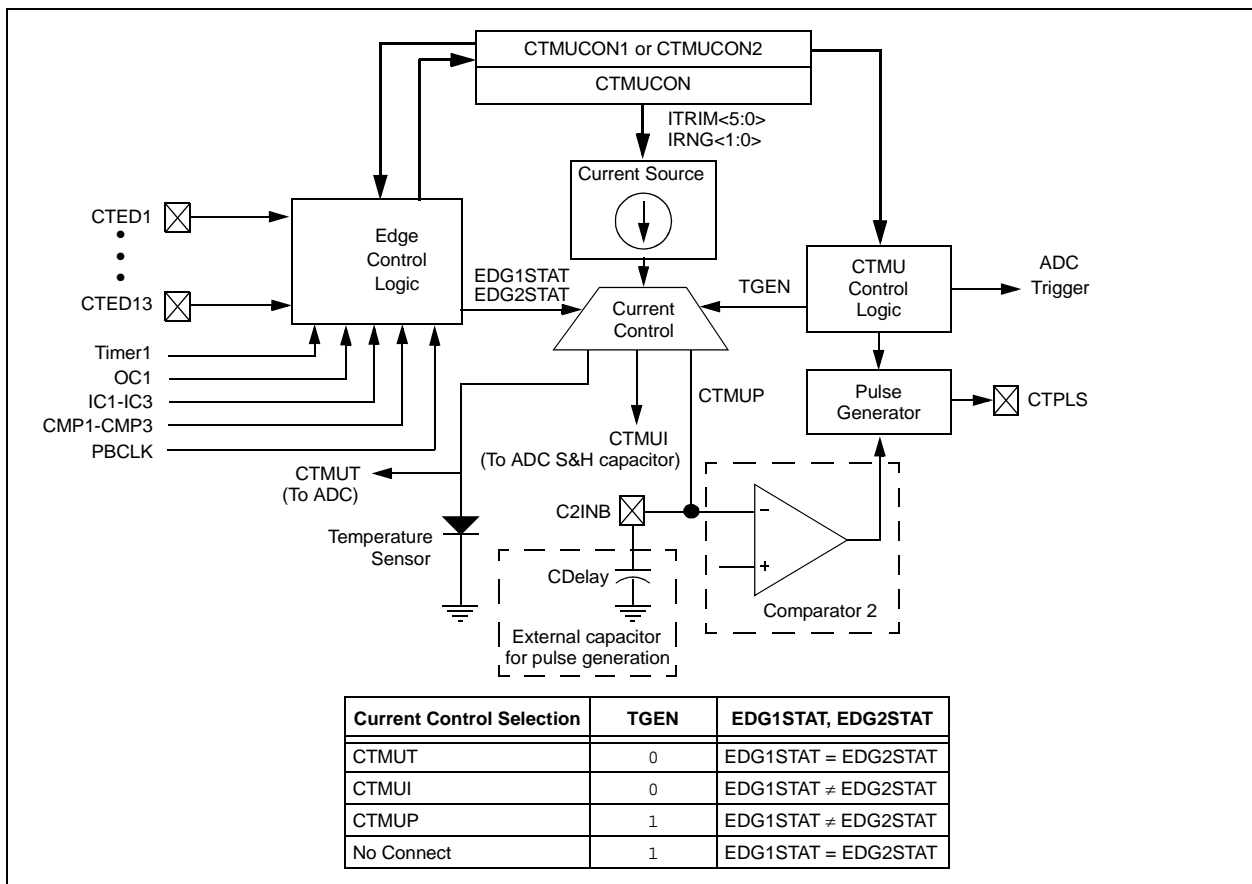 CTMUCON1 or CTMUCON2
CTMUCON
ITRIM<5:0>
IRNG<1:0>
Current Source
CTED1
CTED13
Edge
Control
Logic
EDG1STAT
EDG2STAT
Current
Control
TGEN
CTMU
Control
Logic
ADC
Trigger
Timer1
OC1
IC1-IC3
CMP1-CMP3
PBCLK
CTMUP
Pulse
Generator
CTPLS
CTMUT
(To ADC)
CTMUI
(To ADC S&H capacitor)
C2INB
Temperature
Sensor
CDelay
External capacitor
for pulse generation
–
+
Comparator 2
Current Control Selection TGEN EDG1STAT, EDG2STAT
CTMUT 0 EDG1STAT = EDG2STAT
CTMUI 0 EDG1STAT ≠ EDG2STAT
CTMUP 1 EDG1STAT ≠ EDG2STAT
No Connect 1 EDG1STAT = EDG2STAT